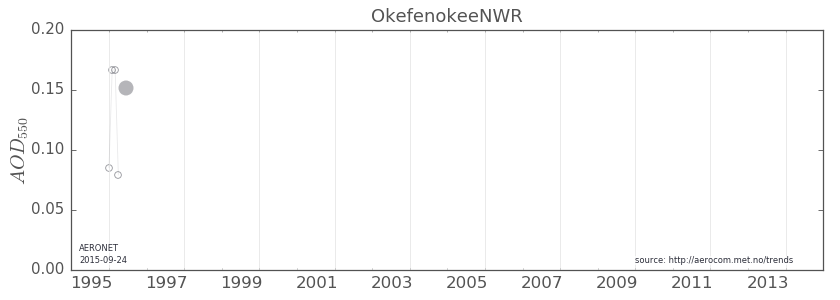 OkefenokeeNWR
0.20
0.15
0.10
0.05
0.00
AOD550
AERONET
2015-09-24
source: http://aerocom.met.no/trends
1995 1997 1999 2001 2003 2005 2007 2009 2011 2013